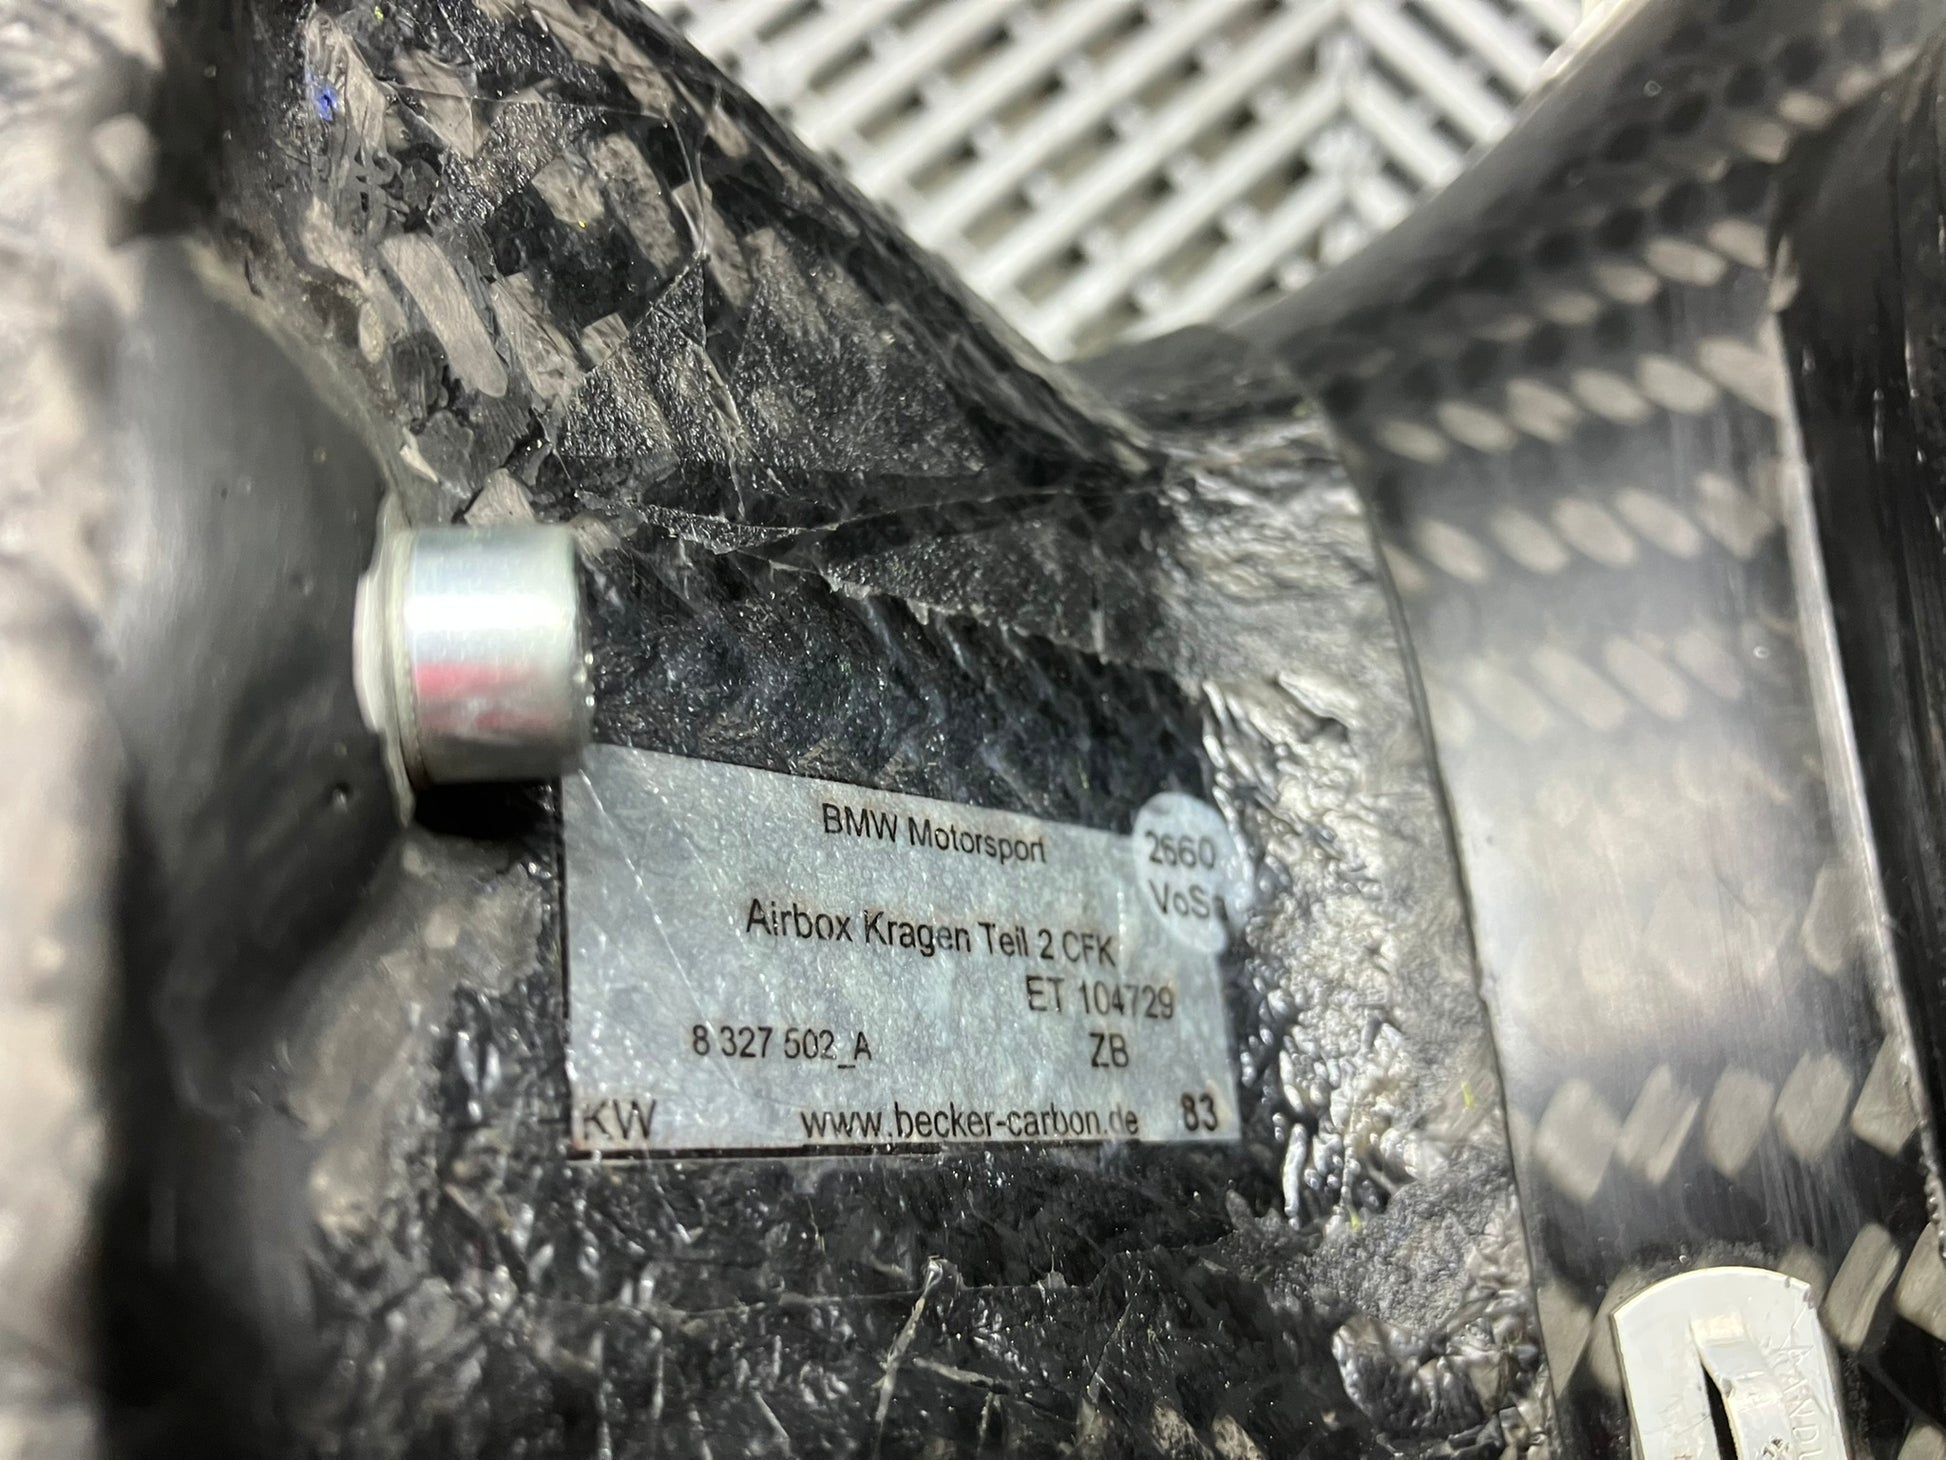 BMW Motorsport
2660
Airbox Kragen Teil 2 CFK
ET 104729
8 327 502_A
ZB
KW
www.becker-carbon.de
83